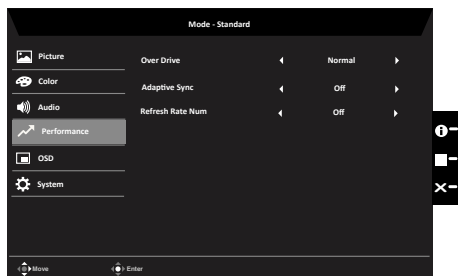 Mode - Standard
Picture
Over Drive Normal
Color
Adaptive Sync Off
Audio
Refresh Rate Num Off
Performance
OSD
System
Move Enter